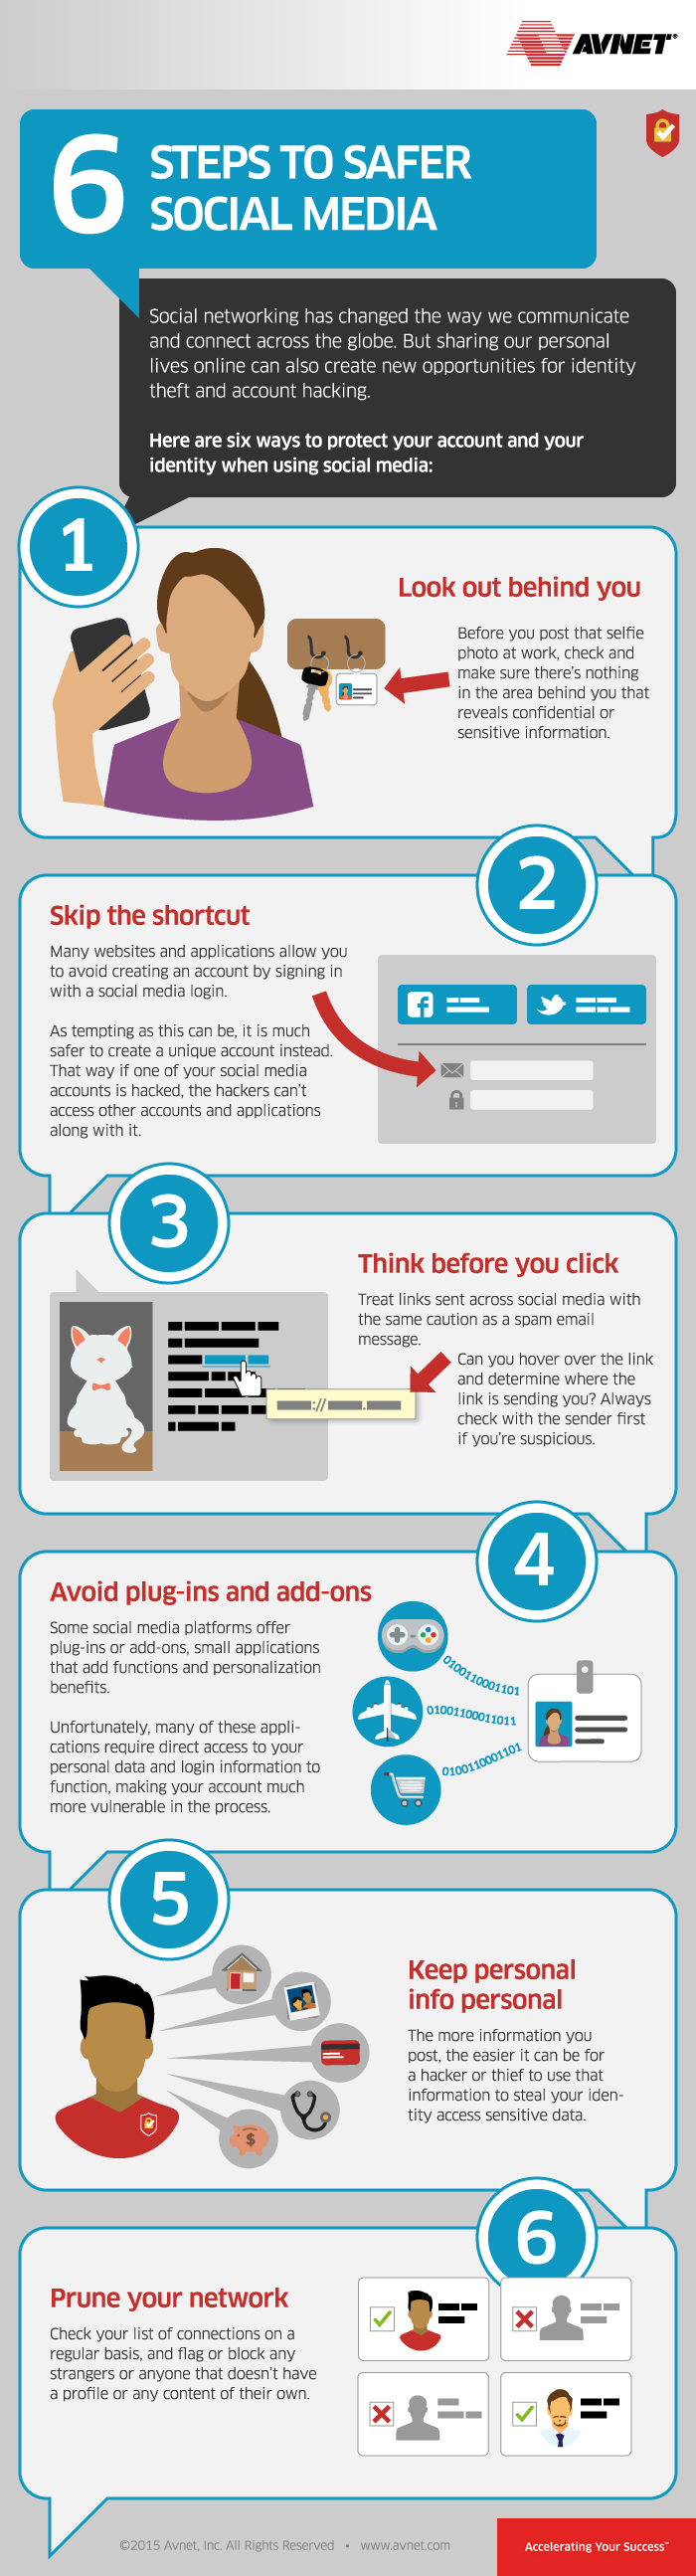 AVNET®
6
STEPS TO SAFER
SOCIAL MEDIA
Social networking has changed the way we communicate
and connect across the globe. But sharing our personal
lives online can also create new opportunities for identity
theft and account hacking.
Here are six ways to protect your account and your
identity when using social media:
1
Look out behind you
Before you post that selfie
photo at work, check and
make sure there's nothing
in the area behind you that
reveals confidential or
sensitive information.
2
Skip the shortcut
Many websites and applications allow you
to avoid creating an account by signing in
with a social media login.
As tempting as this can be, it is much
safer to create a unique account instead.
That way if one of your social media
accounts is hacked, the hackers can't
access other accounts and applications
along with it.
f
3
Think before you click
Treat links sent across social media with
the same caution as a spam email
message.
Can you hover over the link
and determine where the
link is sending you? Always
check with the sender first
if you're suspicious.
://
.
4
Avoid plug-ins and add-ons
Some social media platforms offer
plug-ins or add-ons, small applications
that add functions and personalization
benefits.
Unfortunately, many of these appli-
cations require direct access to your
personal data and login information to
function, making your account much
more vulnerable in the process.
0100110001101
01001100011011
0100110001101
5
Keep personal
info personal
The more information you
post, the easier it can be for
a hacker or thief to use that
information to steal your iden-
tity access sensitive data.
$
6
Prune your network
Check your list of connections on a
regular basis, and flag or block any
strangers or anyone that doesn't have
a profile or any content of their own.
©2015 Avnet, Inc. All Rights Reserved • www.avnet.com
Accelerating Your Success™